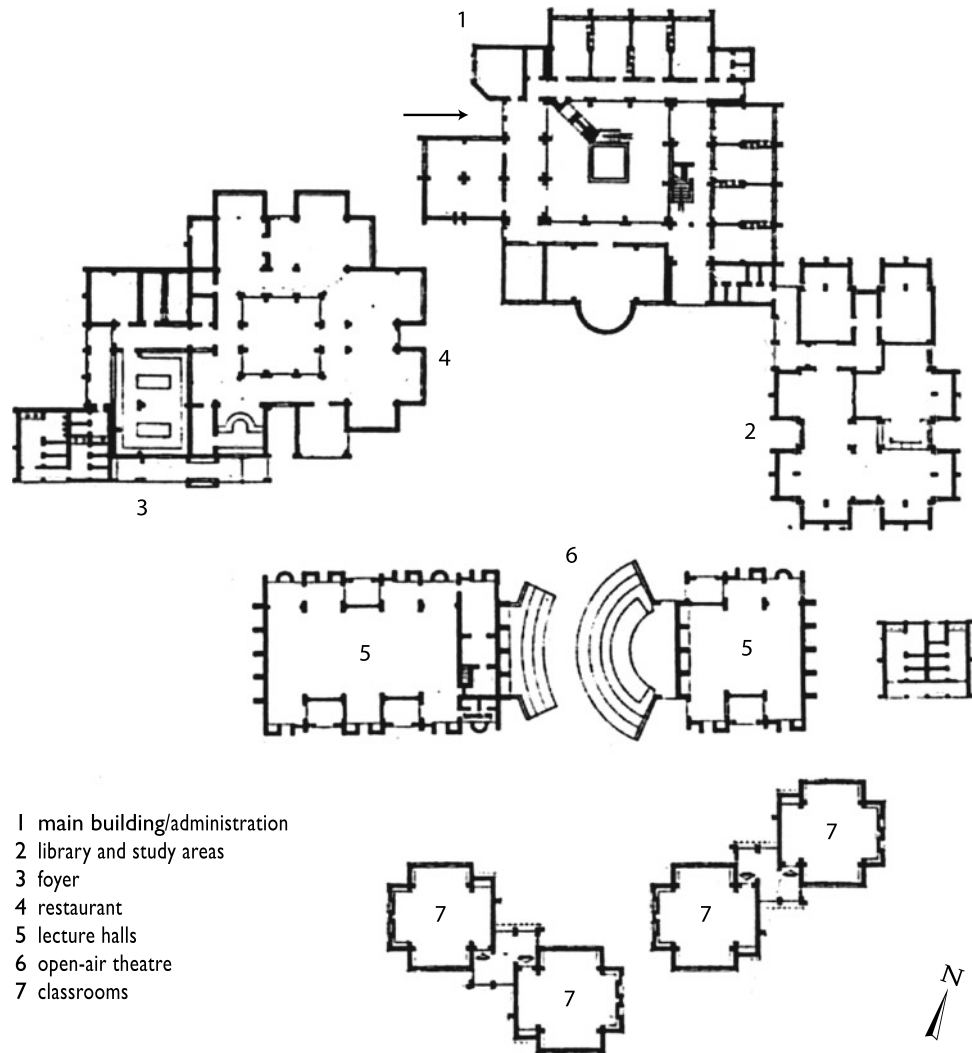 1
4
2
3
6
5
5
7
7
7
7
1 main building/administration
2 library and study areas
3 foyer
4 restaurant
5 lecture halls
6 open-air theatre
7 classrooms
N